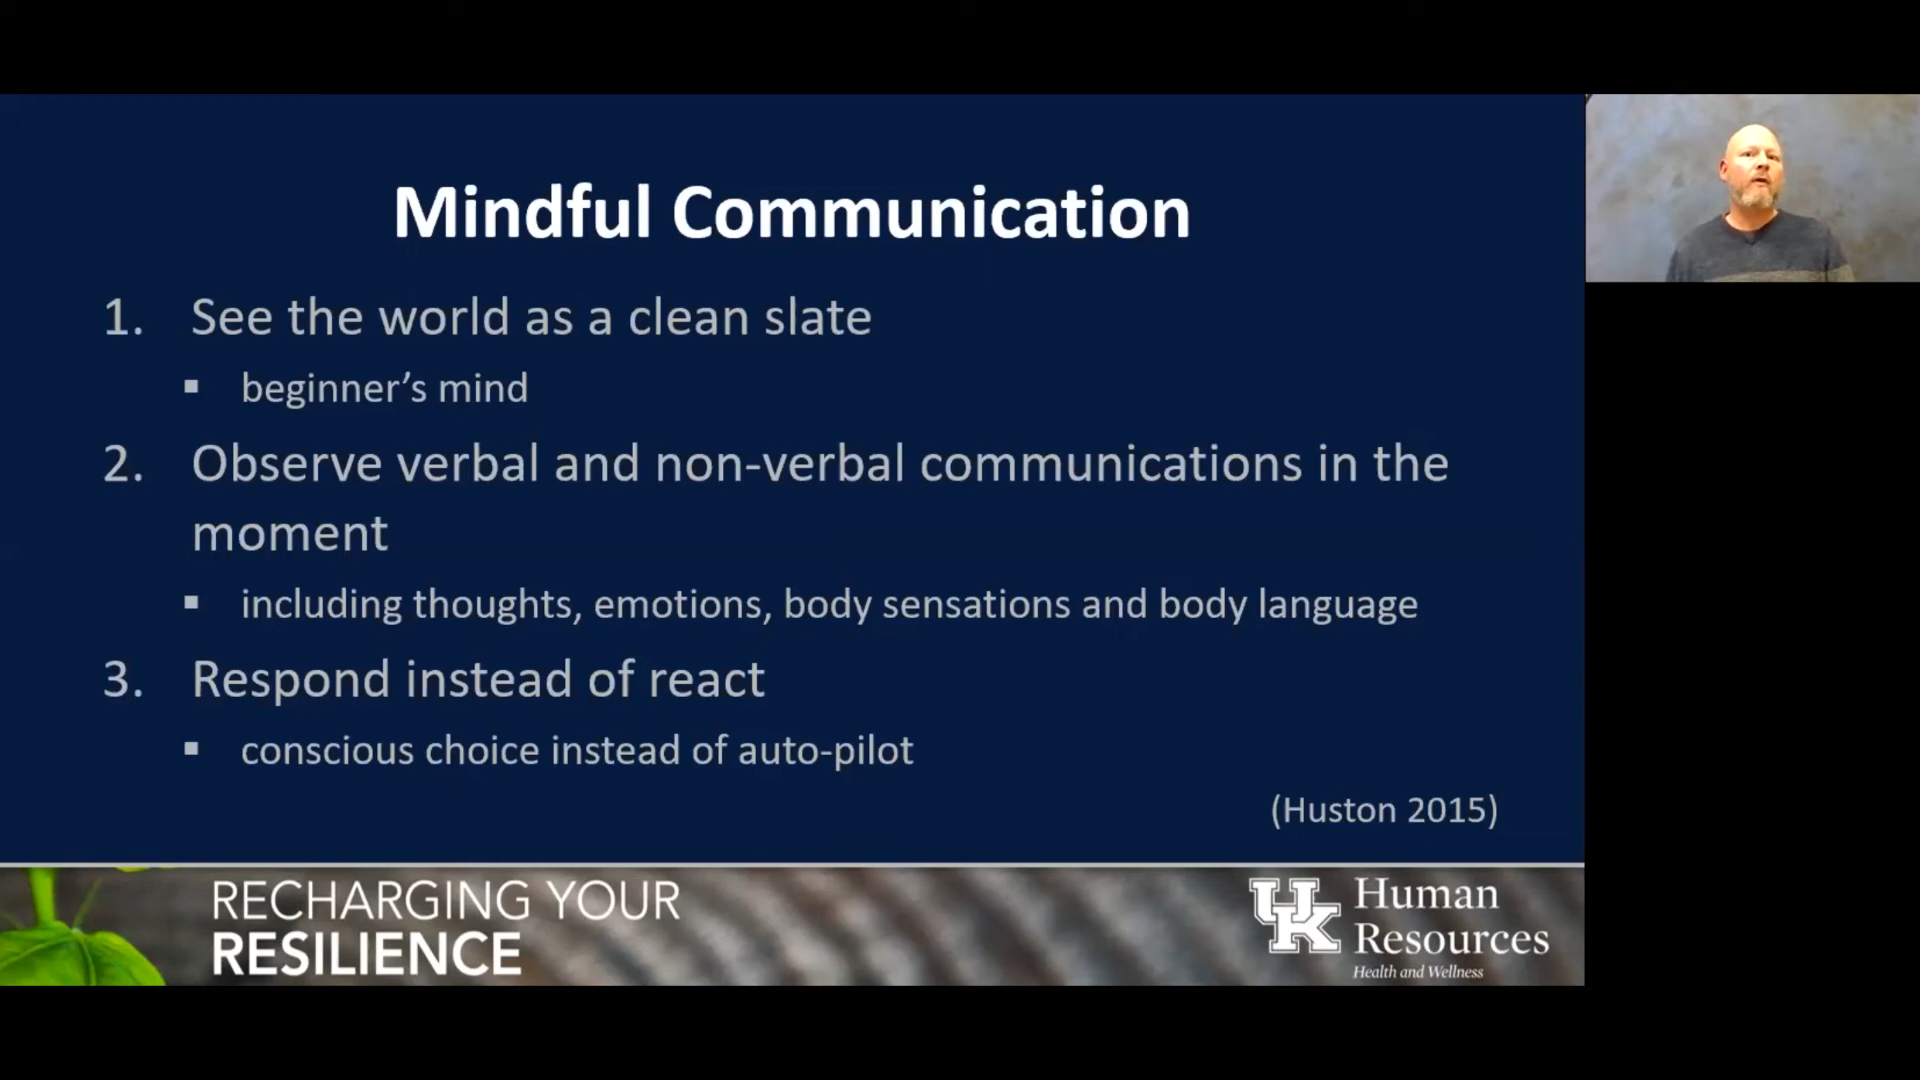 Mindful Communication
1. See the world as a clean slate
▪ beginner’s mind
2. Observe verbal and non-verbal communications in the
moment
▪ including thoughts, emotions, body sensations and body language
3. Respond instead of react
▪ conscious choice instead of auto-pilot
(Huston 2015)
RECHARGING YOUR
RESILIENCE
UK
Human
Resources
Health and Wellness